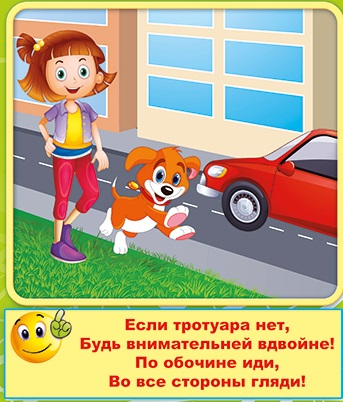 Если тротуара нет,
Будь внимательней вдвойне!
По обочине иди,
Во все стороны гляди!